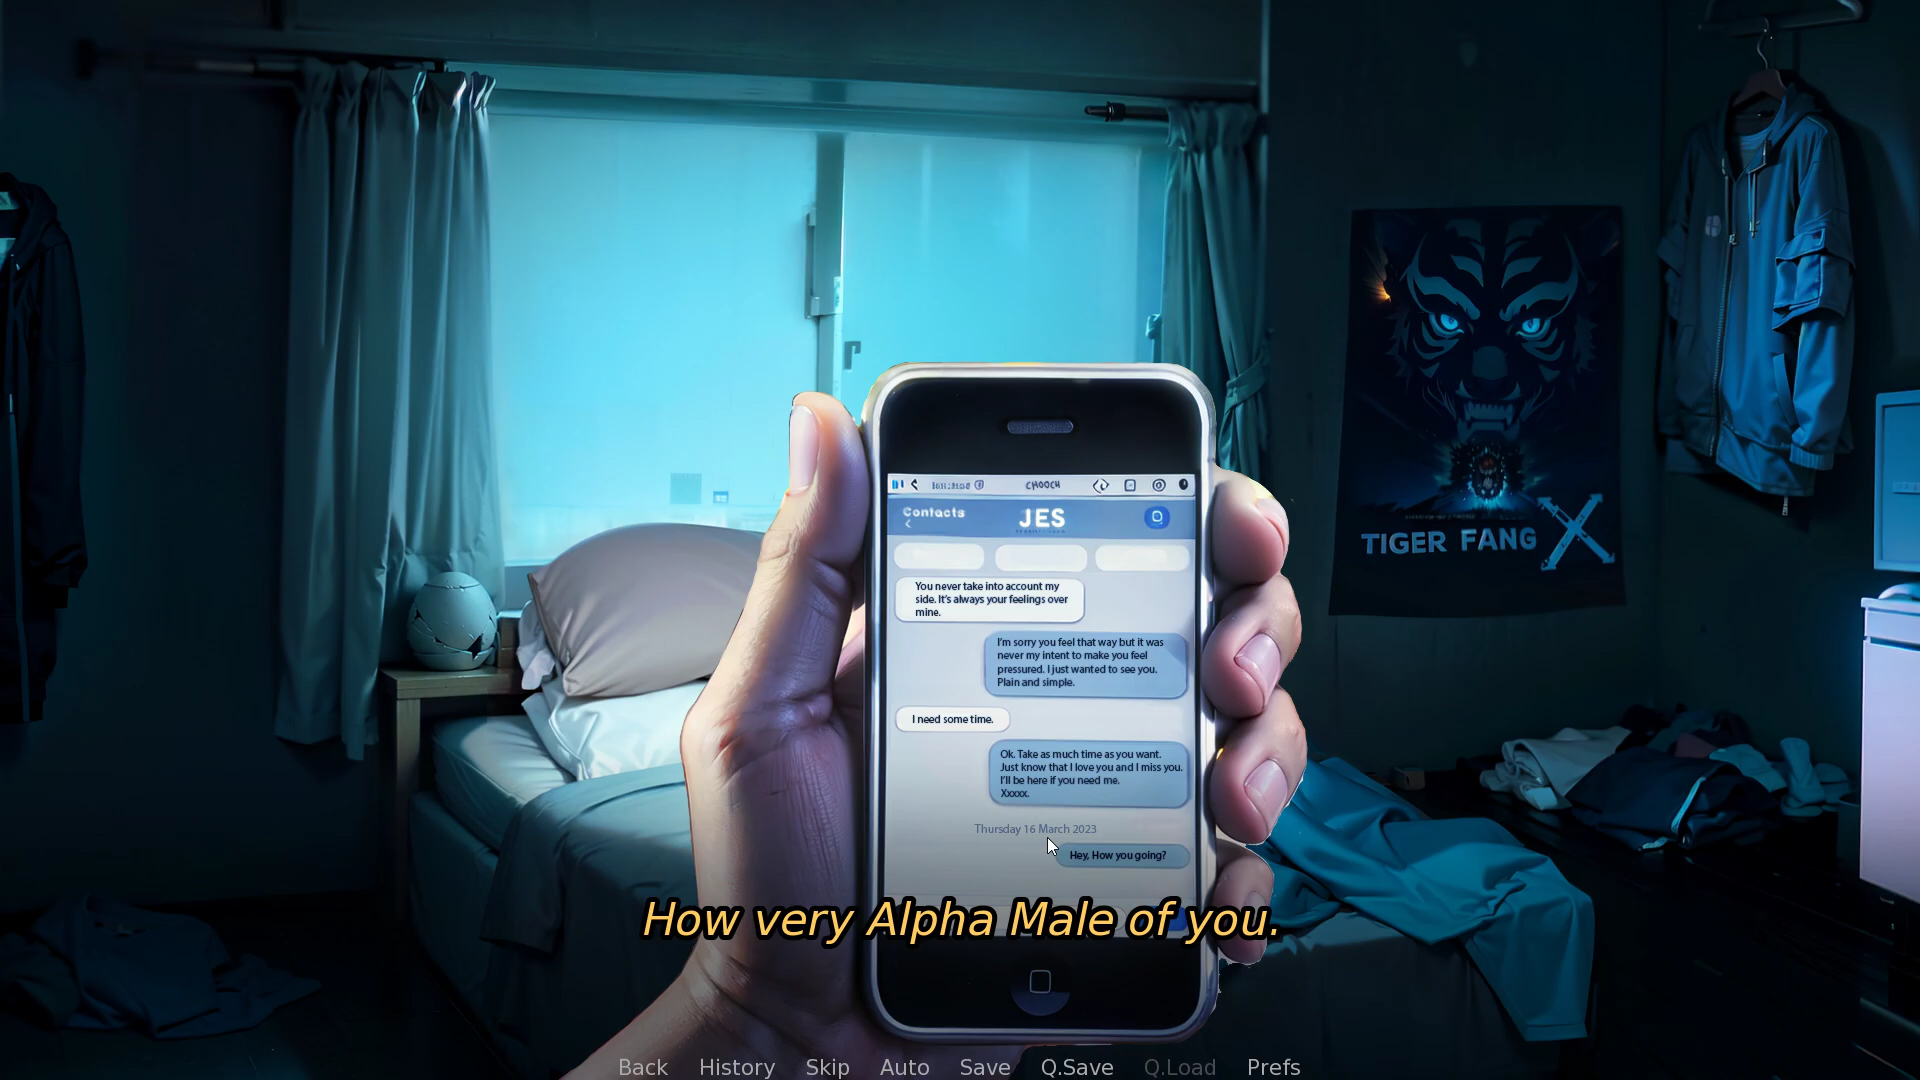 CHOOCH
Contacts
JES
You never take into account my
side. It's always your feelings over
mine.
I'm sorry you feel that way but it was
never my intent to make you feel
pressured. I just wanted to see you.
Plain and simple.
I need some time.
Ok. Take as much time as you want.
Just know that I love you and I miss you.
I'll be here if you need me.
Xxxxx.
Thursday 16 March 2023
Hey, How you going?
TIGER FANG X
How very Alpha Male of you.
Back History Skip Auto Save Q.Save Q.Load Prefs